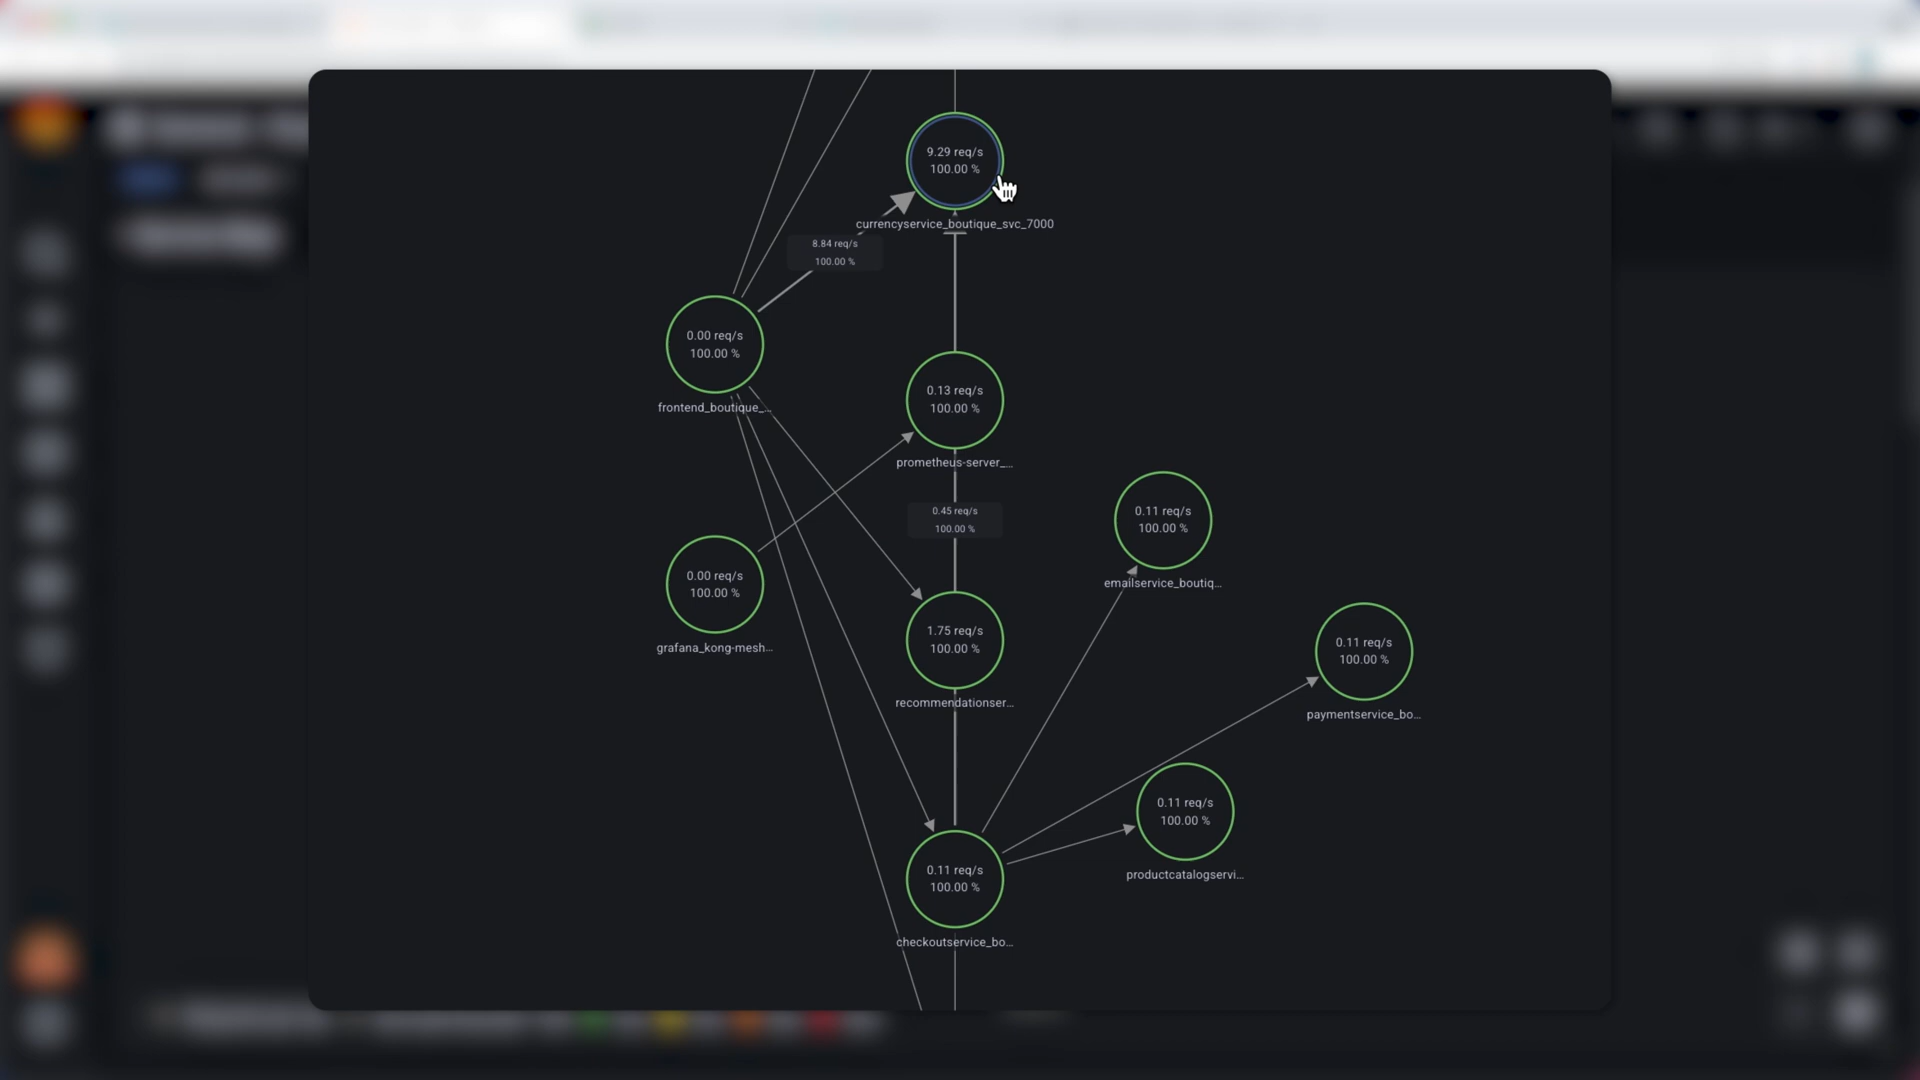 9.29 req/s
100.00 %
currencyservice_boutique_svc_7000
8.84 req/s
100.00 %
0.00 req/s
100.00 %
frontend_boutique_...
0.13 req/s
100.00 %
prometheus-server_...
0.45 req/s
100.00 %
0.11 req/s
100.00 %
emailservice_boutiq...
0.00 req/s
100.00 %
grafana_kong-mesh...
1.75 req/s
100.00 %
recommendationser...
0.11 req/s
100.00 %
paymentservice_bo...
0.11 req/s
100.00 %
productcatalogservi...
0.11 req/s
100.00 %
checkoutservice_bo...